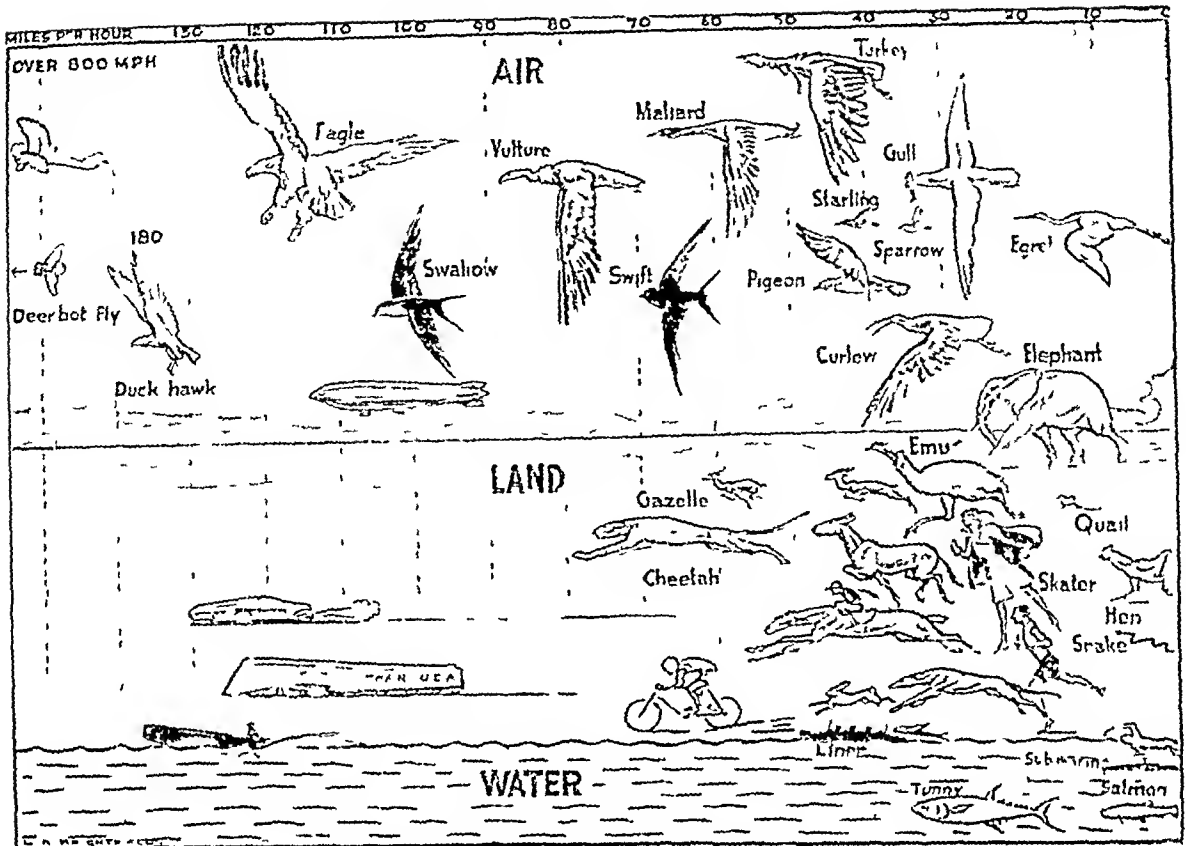 MILES P'R HOUR 130 120 110 100 90 80 70 60 50 40 30 20 10
OVER 800 MPH
AIR
Turkey
Eagle
Mallard
Vulture
Gull
Starling
180
Swallow
Swift
Sparrow
Egret
Pigeon
Deerbot fly
Curlew
Elephant
Duck hawk
Emu
LAND
Gazelle
Quail
Cheetah
Skater
Hen
Snake
U.S.A
Liner
Submarine
WATER
Tunny
Salmon